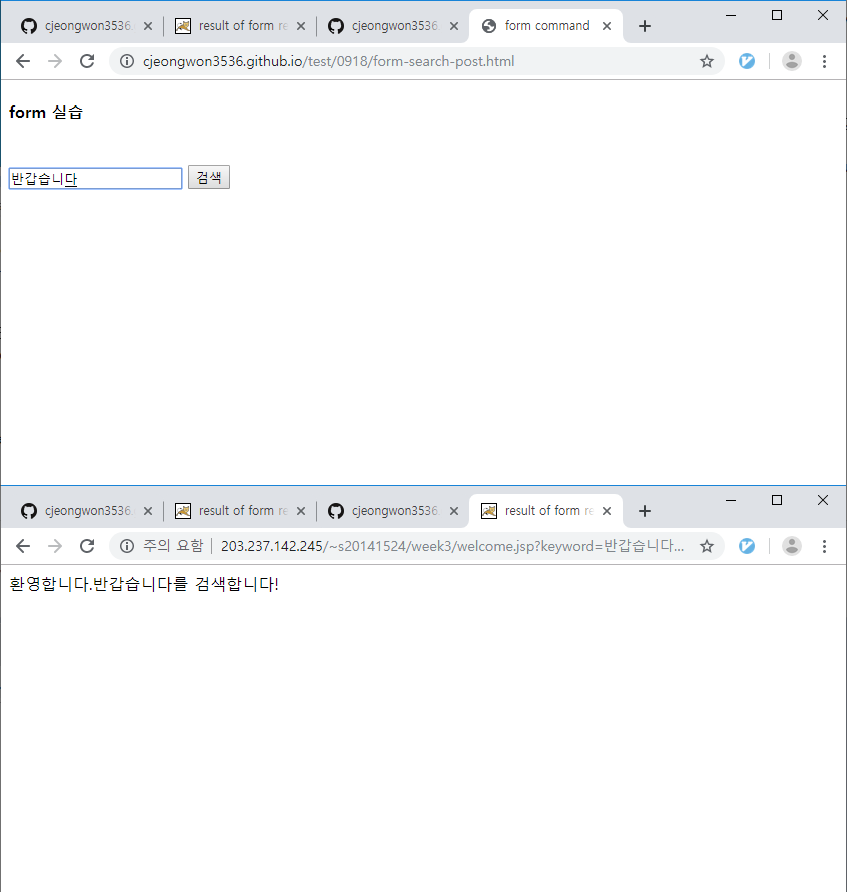 cjeongwon3536. result of form re cjeongwon3536. form command
cjeongwon3536.github.io/test/0918/form-search-post.html
form 실습
반갑습니다 검색
cjeongwon3536. result of form re cjeongwon3536. result of form re
주의 요함 203.237.142.245/~s20141524/week3/welcome.jsp?keyword=반갑습니다...
환영합니다.반갑습니다를 검색합니다!